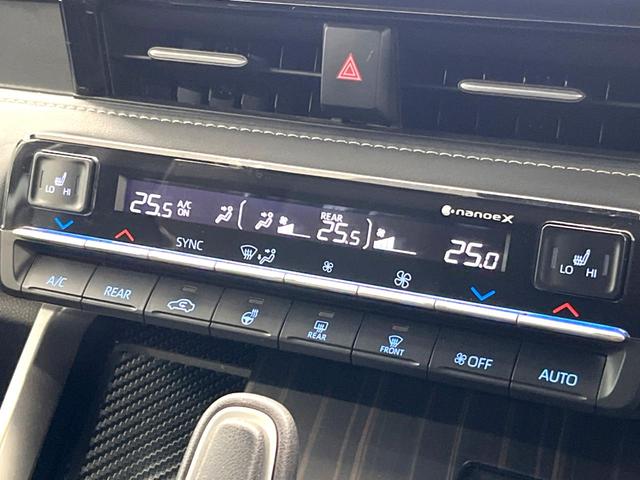 LO HI
25.5 A/C ON
REAR 25.5
nanoeX
25.0
LO HI
SYNC
A/C
REAR
REAR
FRONT
OFF
AUTO